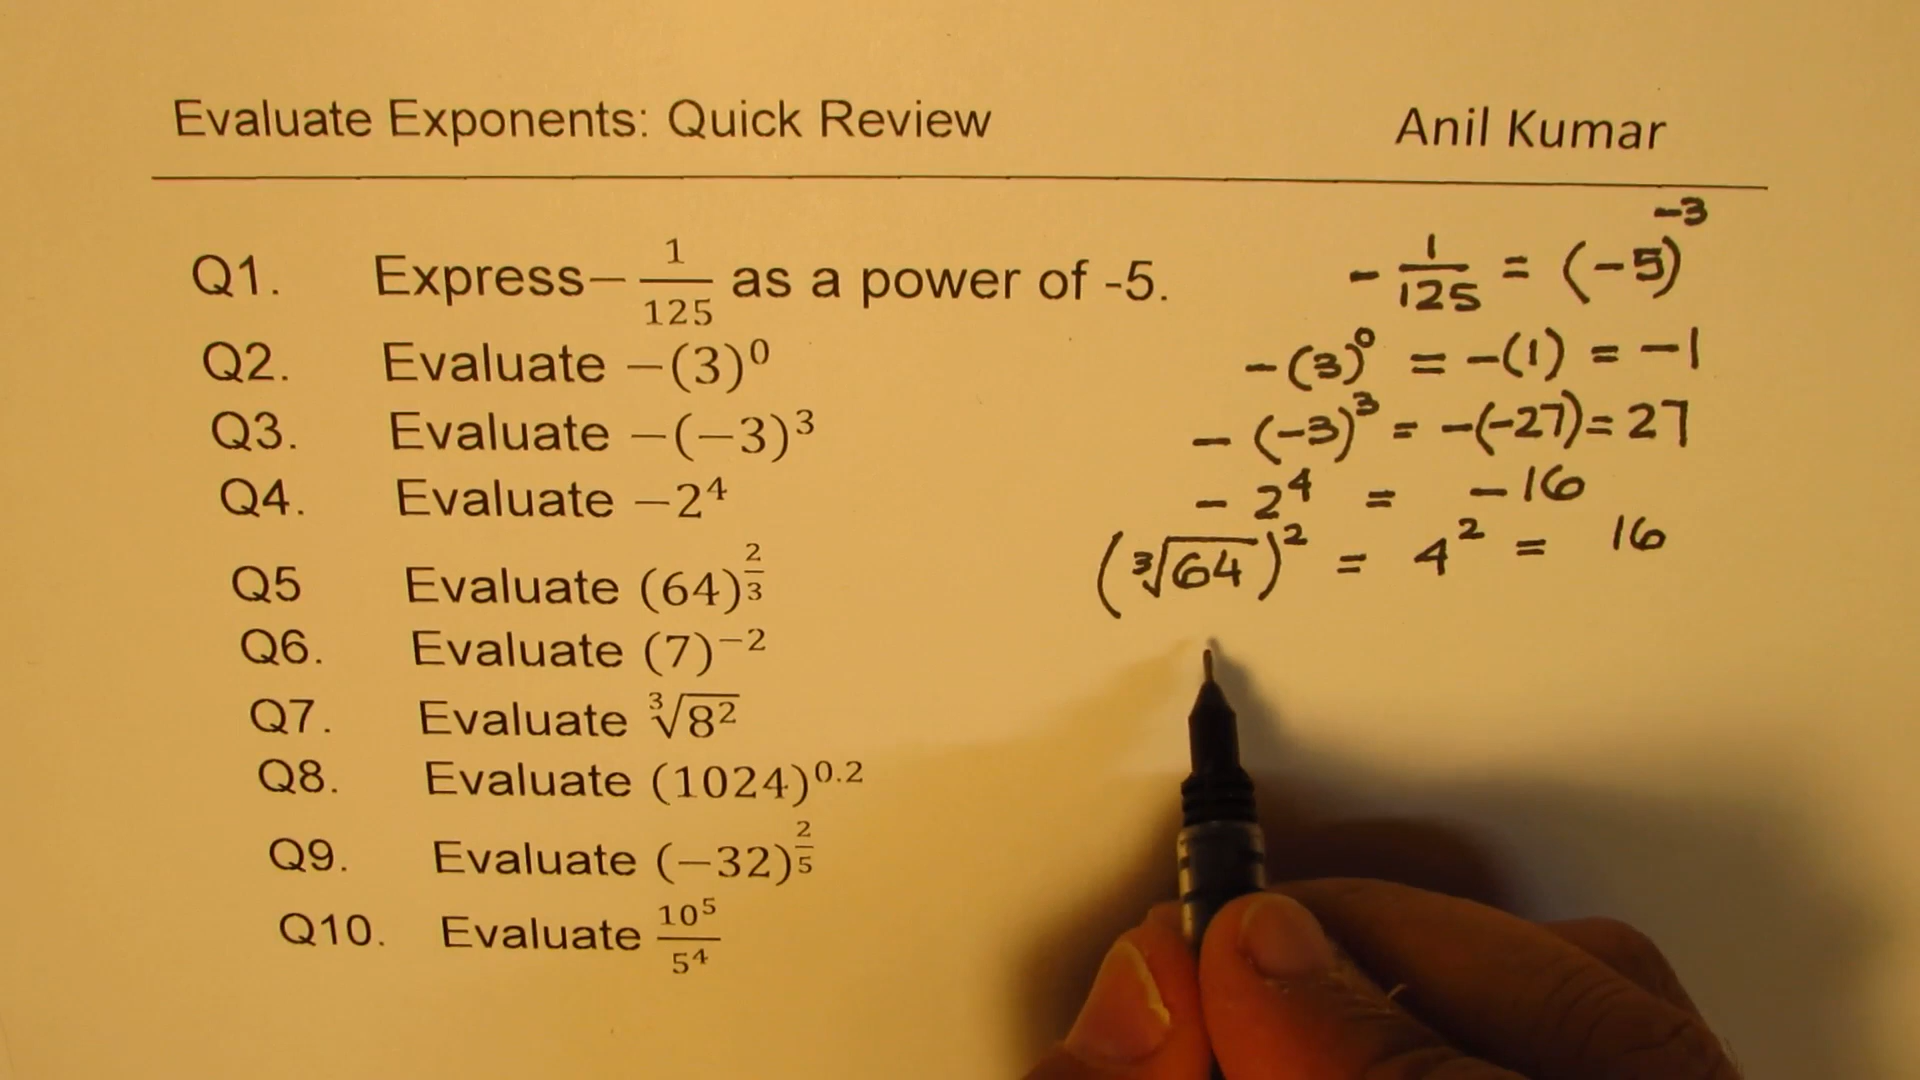 Evaluate Exponents: Quick Review Anil Kumar
Q1. Express−1/125 as a power of -5. − 1/125 = (−5)^−3
Q2. Evaluate −(3)^0 −(3)^0 = −(1) = −1
Q3. Evaluate −(−3)^3 − (−3)^3 = −(−27) = 27
Q4. Evaluate −2^4 − 2^4 = −16
Q5 Evaluate (64)^(2/3) (∛64)^2 = 4^2 = 16
Q6. Evaluate (7)^−2
Q7. Evaluate ∛(8^2)
Q8. Evaluate (1024)^0.2
Q9. Evaluate (−32)^(2/5)
Q10. Evaluate 10^5/5^4